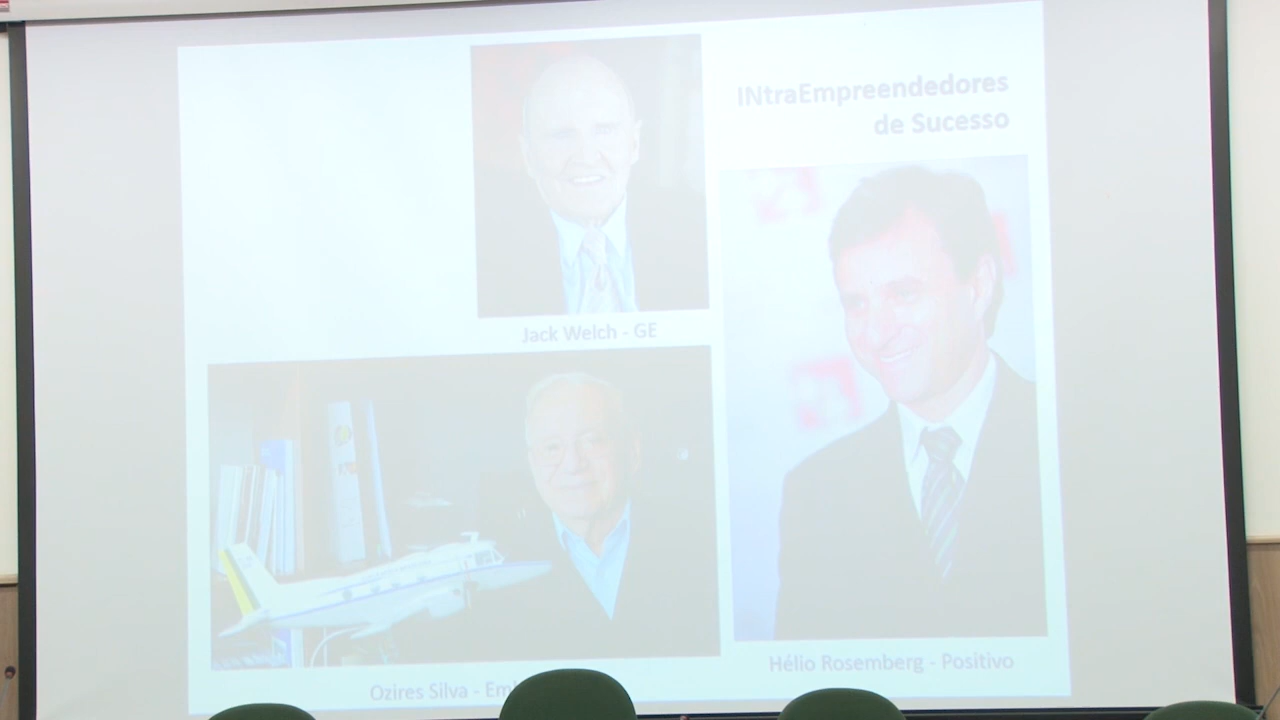 INtraEmpreendedores
de Sucesso
Jack Welch - GE
Hélio Rosemberg - Positivo
Ozires Silva -